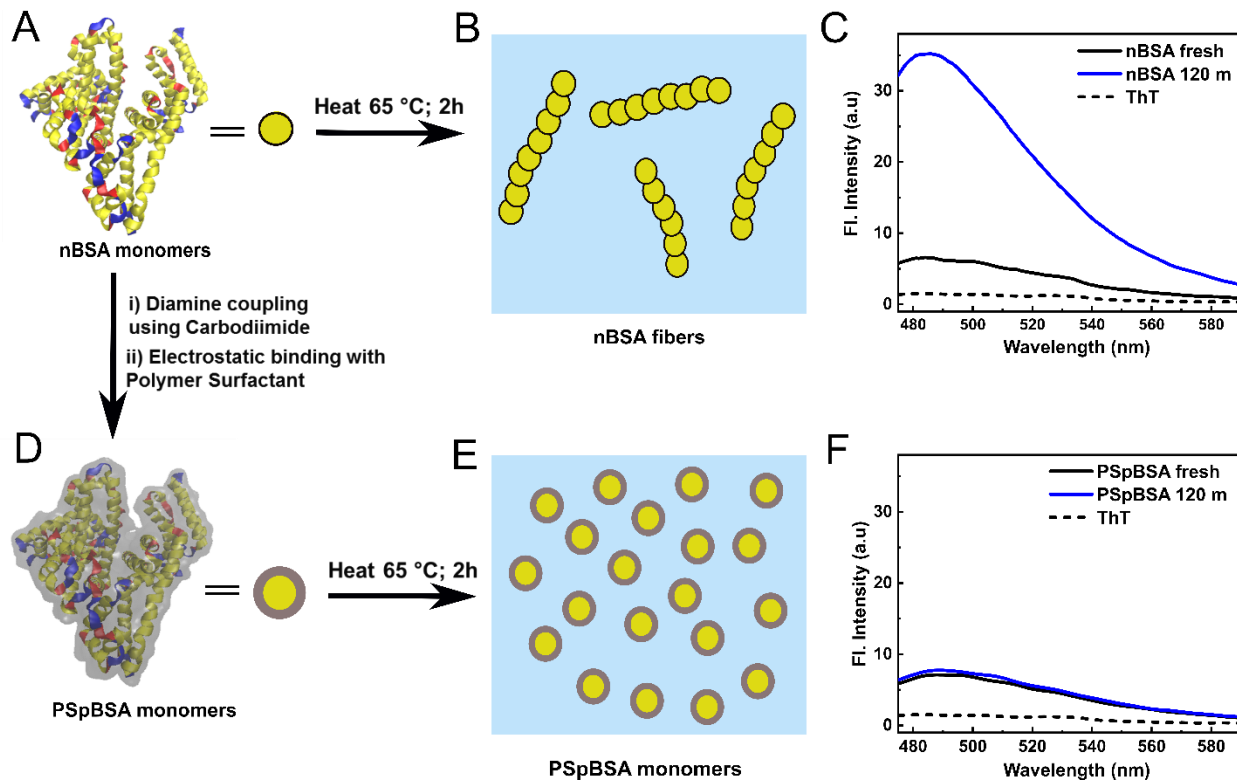 A
nBSA monomers
Heat 65 °C; 2h
B
nBSA fibers
C
nBSA fresh
nBSA 120 m
ThT
Fl. Intensity (a.u)
30
20
10
0
480 500 520 540 560 580
Wavelength (nm)
i) Diamine coupling
using Carbodiimide
ii) Electrostatic binding with
Polymer Surfactant
D
PSpBSA monomers
Heat 65 °C; 2h
E
PSpBSA monomers
F
PSpBSA fresh
PSpBSA 120 m
ThT
Fl. Intensity (a.u)
30
20
10
0
480 500 520 540 560 580
Wavelength (nm)